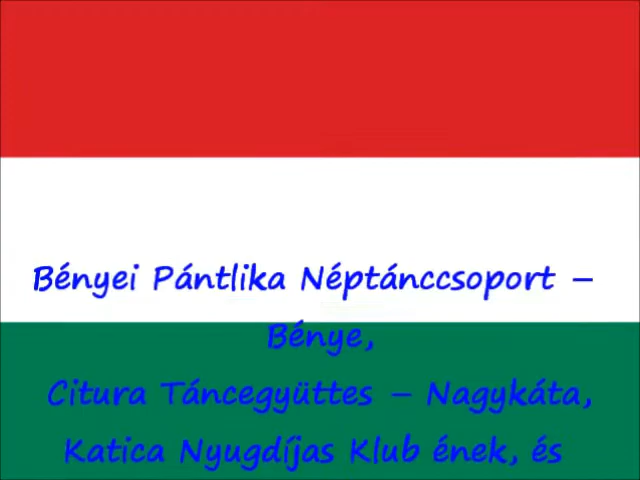 Bényei Pántlika Néptánccsoport –
Bénye,
Citura Táncegyüttes – Nagykáta,
Katica Nyugdíjas Klub ének, és